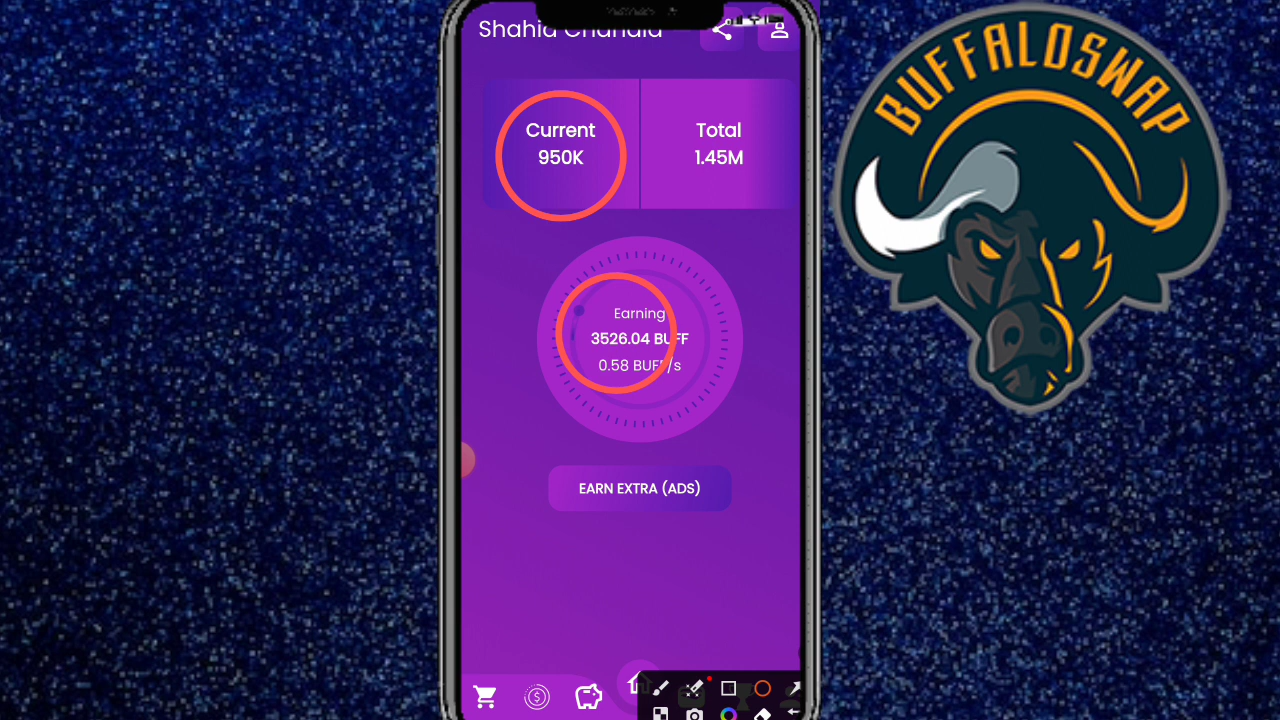 Shahid Chandia
BUFFALOSWAP
Current
950K
Total
1.45M
Earning
3526.04 BUFF
0.58 BUFF/s
EARN EXTRA (ADS)